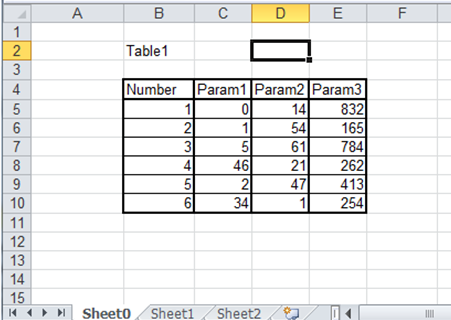 A B C D E F
1
2 Table1
3
4 Number Param1 Param2 Param3
5 1 0 14 832
6 2 1 54 165
7 3 5 61 784
8 4 46 21 262
9 5 2 47 413
10 6 34 1 254
11
12
13
14
15
Sheet0 Sheet1 Sheet2